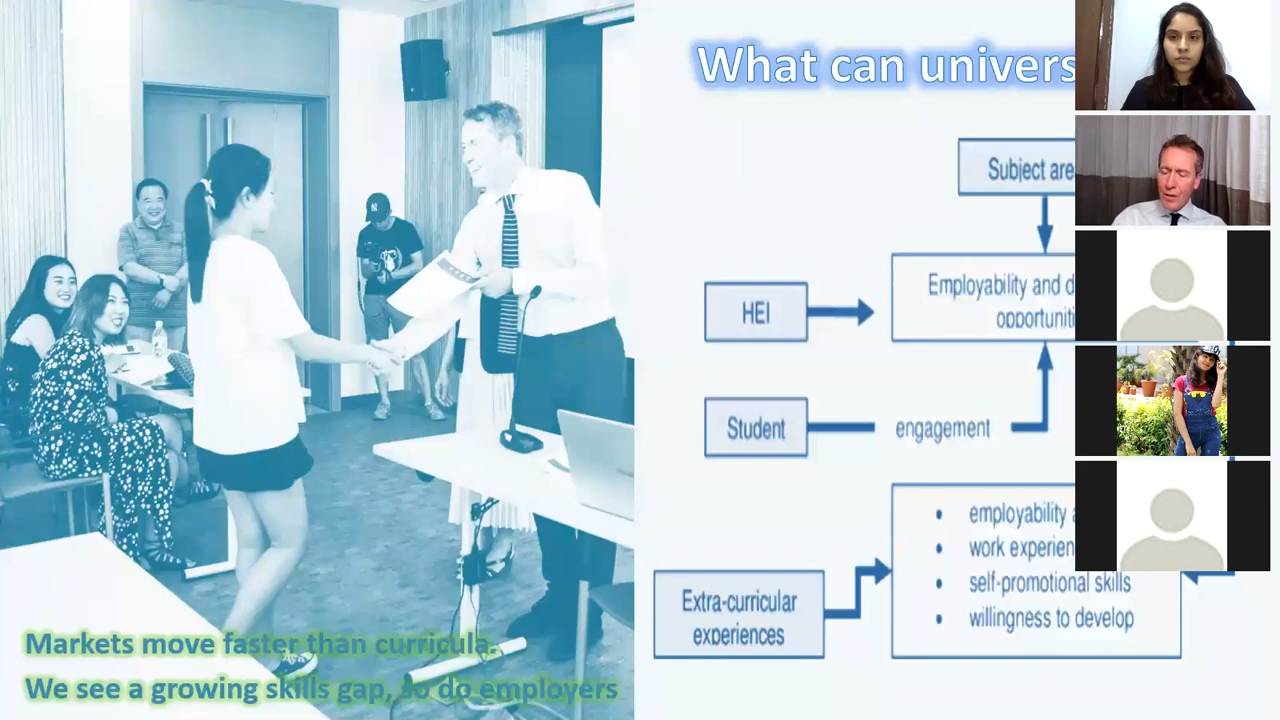 What can univers
Subject are
Employability and d
opportuniti
HEI
Student
engagement
employability
work experien
self-promotional skills
willingness to develop
Extra-curricular
experiences
Markets move faster than curricula.
We see a growing skills gap, so do employers